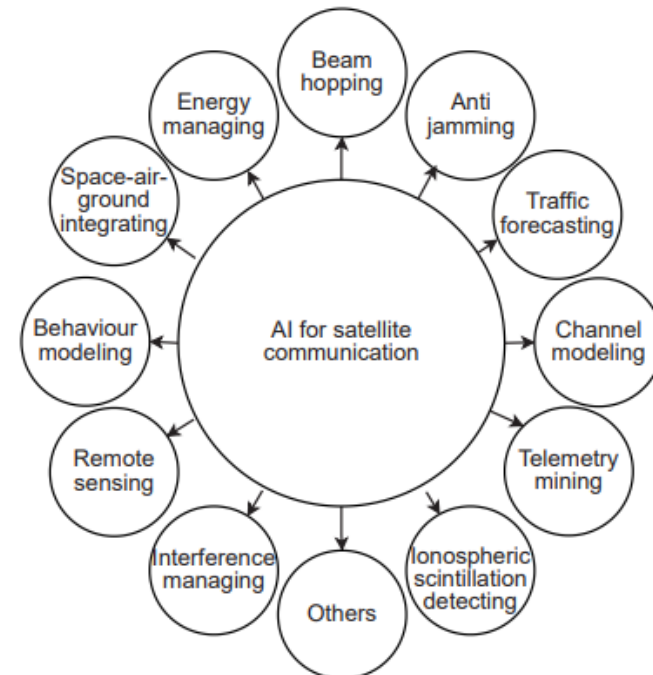 Beam
hopping
Energy
managing
Anti
jamming
Space-air-
ground
integrating
Traffic
forecasting
Behaviour
modeling
AI for satellite
communication
Channel
modeling
Remote
sensing
Telemetry
mining
Interference
managing
Ionospheric
scintillation
detecting
Others